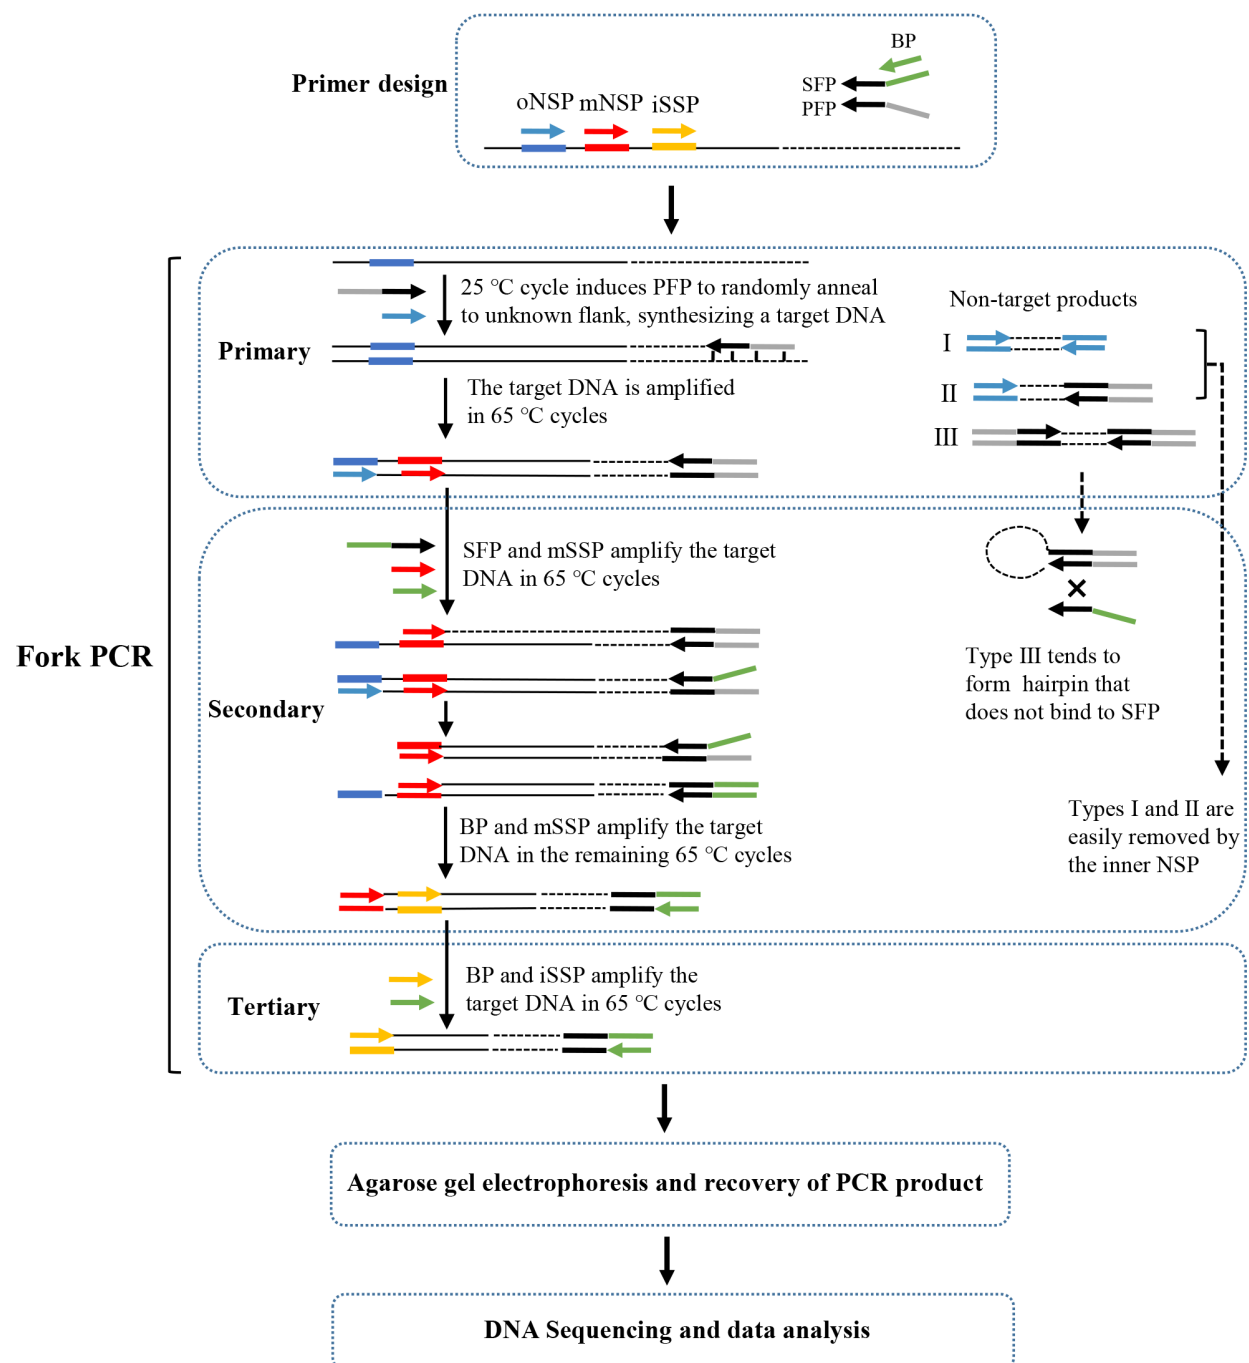 Primer design
BP
SFP
PFP
oNSP mNSP iSSP
Fork PCR
Primary
25 °C cycle induces PFP to randomly anneal
to unknown flank, synthesizing a target DNA
The target DNA is amplified
in 65 °C cycles
Non-target products
I
II
III
Secondary
SFP and mSSP amplify the target
DNA in 65 °C cycles
Type III tends to
form hairpin that
does not bind to SFP
BP and mSSP amplify the target
DNA in the remaining 65 °C cycles
Types I and II are
easily removed by
the inner NSP
Tertiary
BP and iSSP amplify the
target DNA in 65 °C cycles
Agarose gel electrophoresis and recovery of PCR product
DNA Sequencing and data analysis